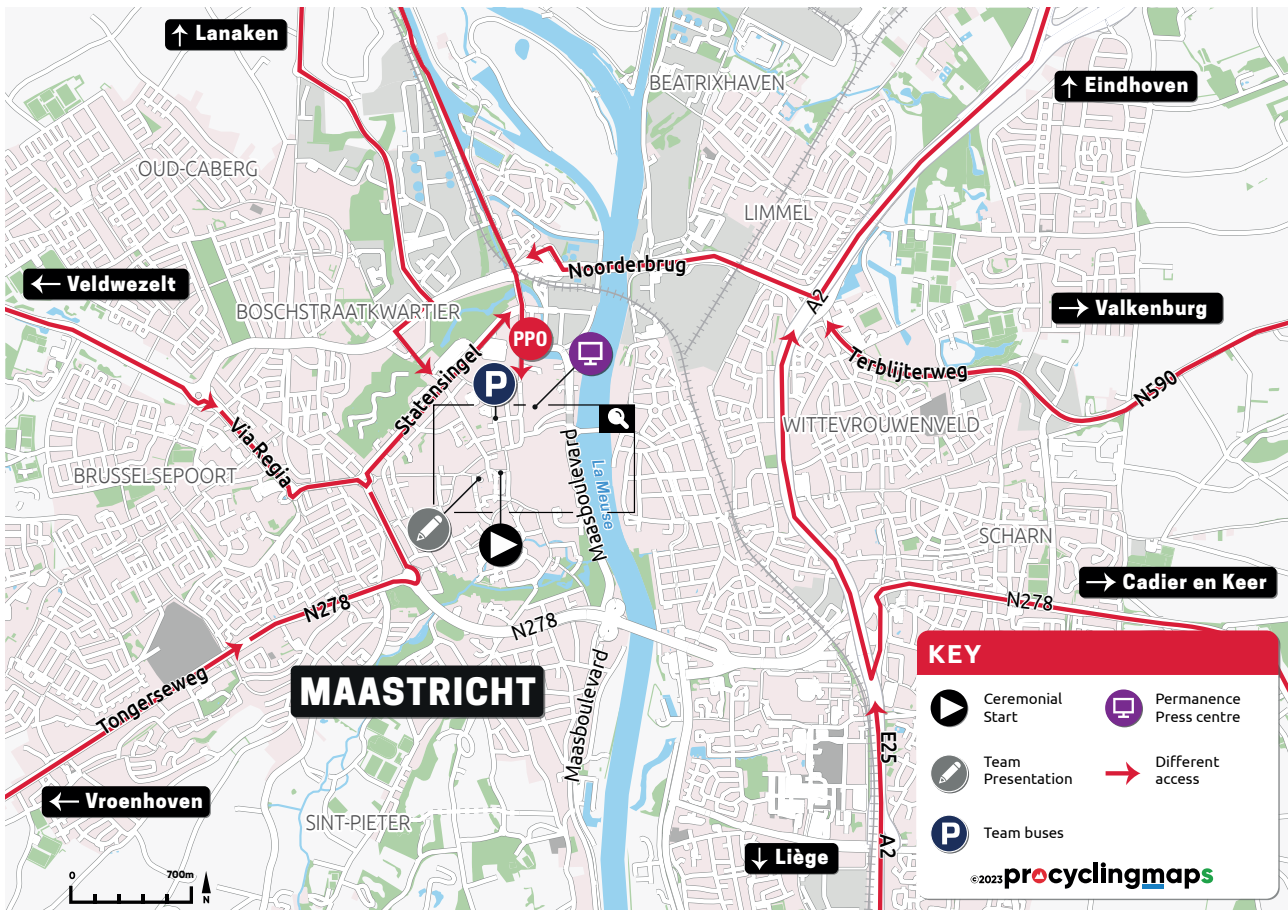 ↑ Lanaken
BEATRIXHAVEN
↑ Eindhoven
OUD-CABERG
LIMMEL
Noorderbrug
← Veldwezelt
A2
→ Valkenburg
BOSCHSTRAATKWARTIER
PPO
Terblijterweg
P
N590
Statensingel
Via Regia
Maasboulevard
La Meuse
WITTEVROUWENVELD
BRUSSELSEPOORT
SCHARN
→ Cadier en Keer
N278
N278
N278
MAASTRICHT
Tongerseweg
Maasboulevard
E25
← Vroenhoven
SINT-PIETER
A2
↓ Liège
0 700m
N
KEY
Ceremonial
Start
Permanence
Press centre
Team
Presentation
Different
access
P
Team buses
©2023 procyclingmaps